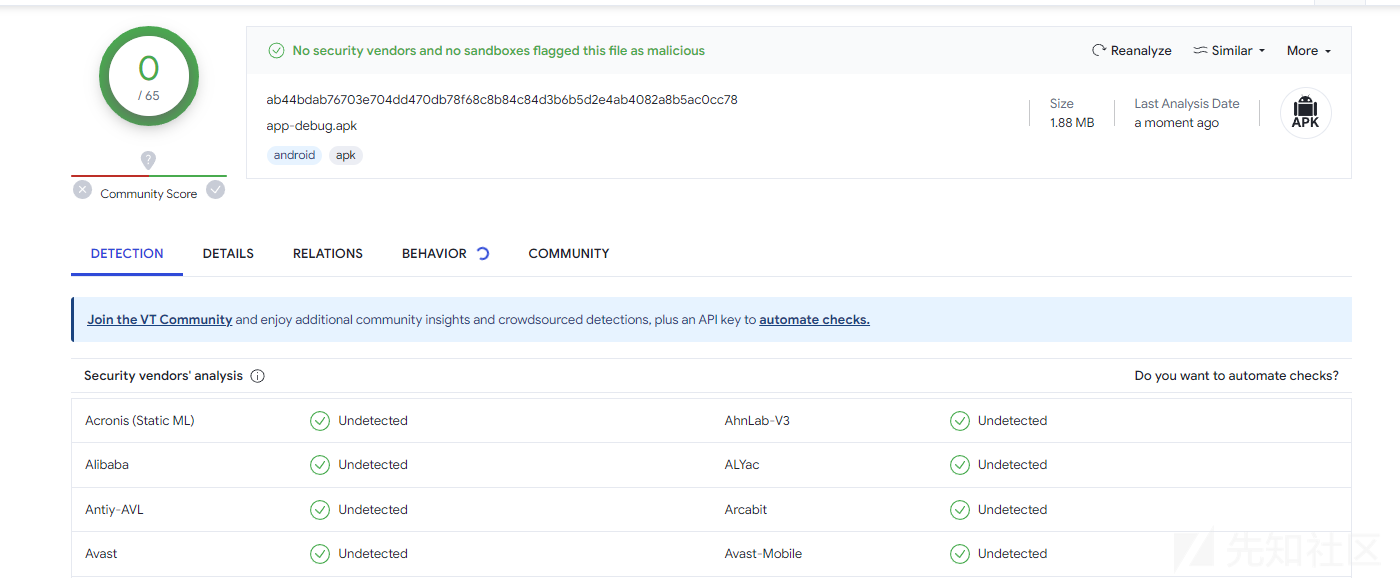 0
/ 65
Community Score
No security vendors and no sandboxes flagged this file as malicious
Reanalyze
Similar
More
ab44bdab76703e704dd470db78f68c8b84c84d3b6b5d2e4ab4082a8b5ac0cc78
app-debug.apk
android
apk
Size
1.88 MB
Last Analysis Date
a moment ago
APK
DETECTION
DETAILS
RELATIONS
BEHAVIOR
COMMUNITY
Join the VT Community and enjoy additional community insights and crowdsourced detections, plus an API key to automate checks.
Security vendors' analysis
Do you want to automate checks?
Acronis (Static ML) Undetected AhnLab-V3 Undetected
Alibaba Undetected ALYac Undetected
Antiy-AVL Undetected Arcabit Undetected
Avast Undetected Avast-Mobile Undetected
先知社区